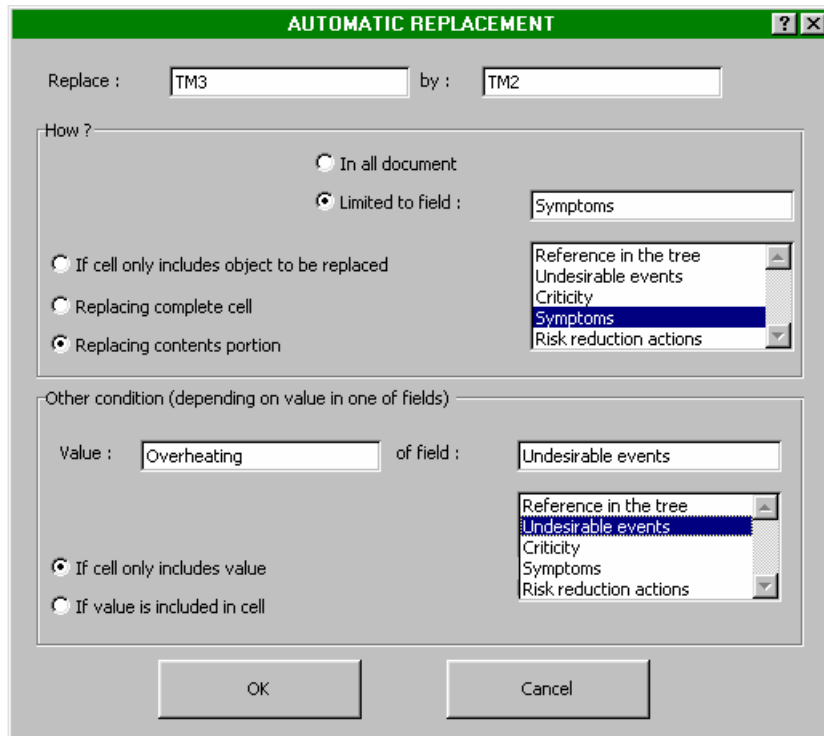 AUTOMATIC REPLACEMENT
Replace : TM3 by : TM2
How ?
In all document
Limited to field : Symptoms
If cell only includes object to be replaced
Replacing complete cell
Replacing contents portion
Reference in the tree
Undesirable events
Criticity
Symptoms
Risk reduction actions
Other condition (depending on value in one of fields)
Value : Overheating of field : Undesirable events
Reference in the tree
Undesirable events
Criticity
Symptoms
Risk reduction actions
If cell only includes value
If value is included in cell
OK Cancel